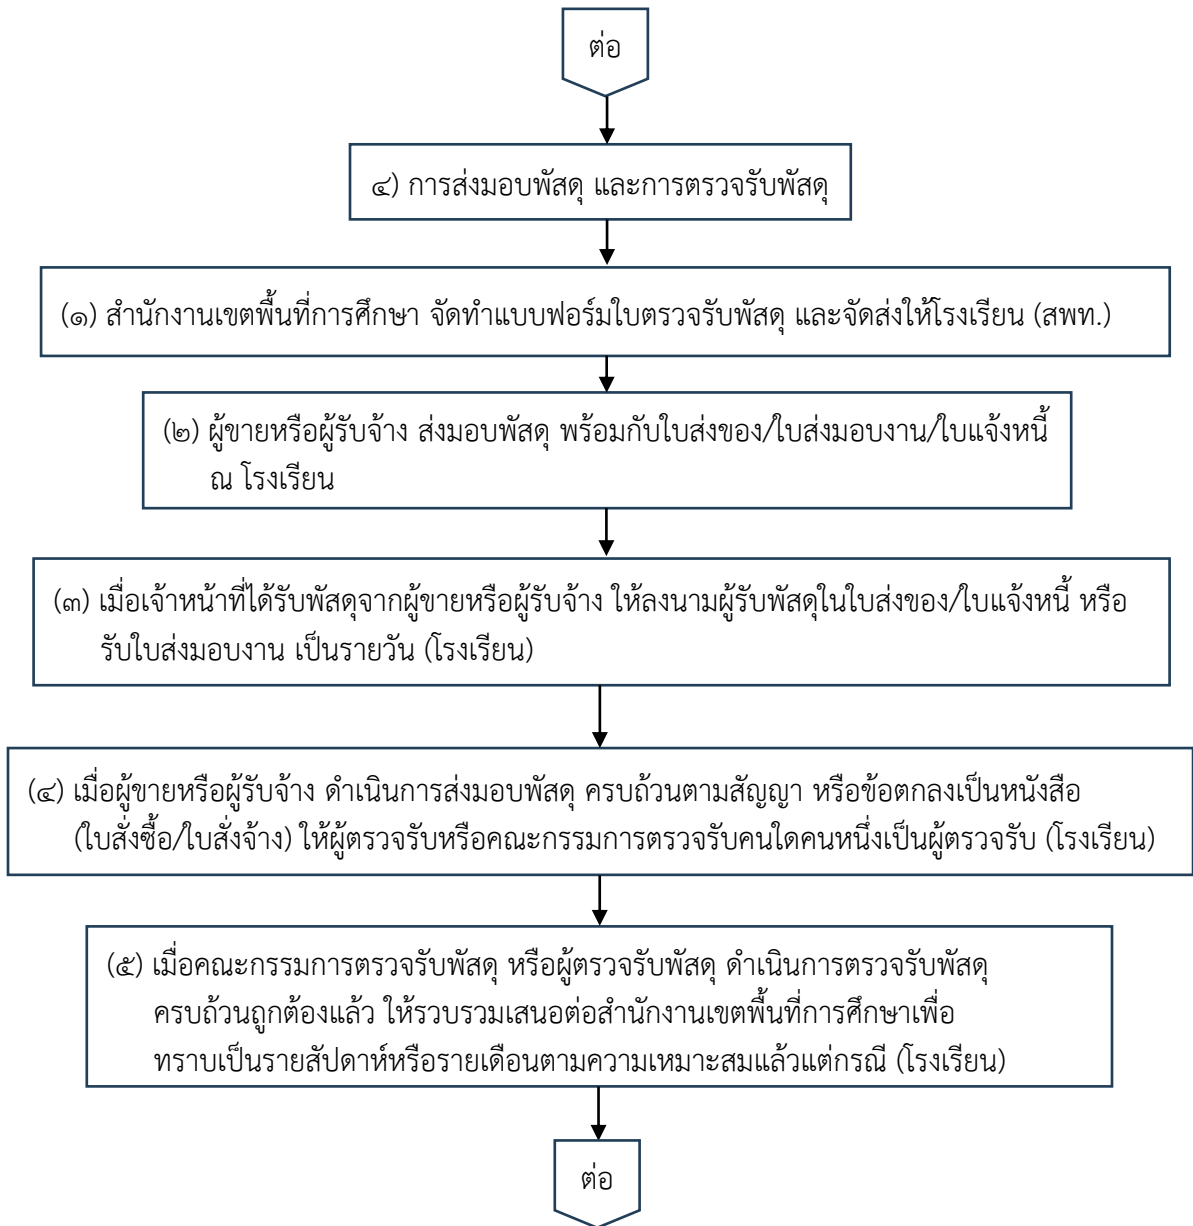 ต่อ
๔) การส่งมอบพัสดุ และการตรวจรับพัสดุ
(๑) สำนักงานเขตพื้นที่การศึกษา จัดทำแบบฟอร์มใบตรวจรับพัสดุ และจัดส่งให้โรงเรียน (สพท.)
(๒) ผู้ขายหรือผู้รับจ้าง ส่งมอบพัสดุ พร้อมกับใบส่งของ/ใบส่งมอบงาน/ใบแจ้งหนี้
ณ โรงเรียน
(๓) เมื่อเจ้าหน้าที่ได้รับพัสดุจากผู้ขายหรือผู้รับจ้าง ให้ลงนามผู้รับพัสดุในใบส่งของ/ใบแจ้งหนี้ หรือ
รับใบส่งมอบงาน เป็นรายวัน (โรงเรียน)
(๔) เมื่อผู้ขายหรือผู้รับจ้าง ดำเนินการส่งมอบพัสดุ ครบถ้วนตามสัญญา หรือข้อตกลงเป็นหนังสือ
(ใบสั่งซื้อ/ใบสั่งจ้าง) ให้ผู้ตรวจรับหรือคณะกรรมการตรวจรับคนใดคนหนึ่งเป็นผู้ตรวจรับ (โรงเรียน)
(๕) เมื่อคณะกรรมการตรวจรับพัสดุ หรือผู้ตรวจรับพัสดุ ดำเนินการตรวจรับพัสดุ
ครบถ้วนถูกต้องแล้ว ให้รวบรวมเสนอต่อสำนักงานเขตพื้นที่การศึกษาเพื่อ
ทราบเป็นรายสัปดาห์หรือรายเดือนตามความเหมาะสมแล้วแต่กรณี (โรงเรียน)
ต่อ